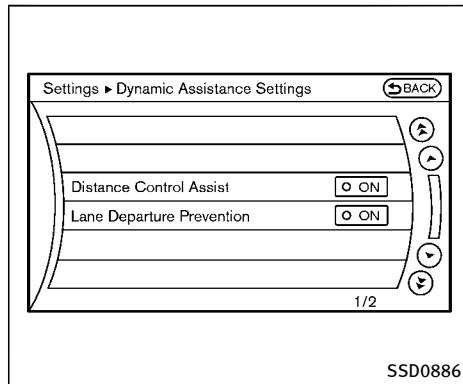 Settings ▸ Dynamic Assistance Settings
BACK
Distance Control Assist
ON
Lane Departure Prevention
ON
1/2
SSD0886